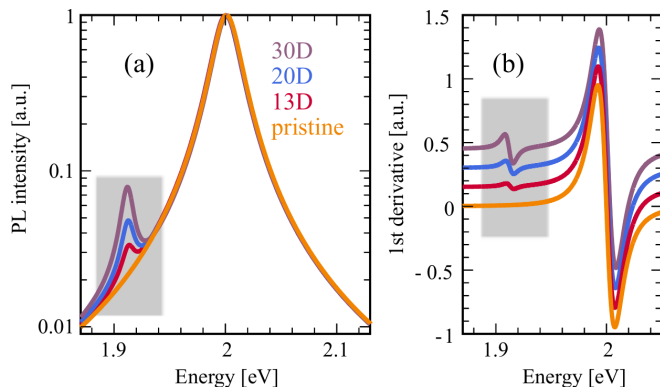 (a)
30D
20D
13D
pristine
PL intensity [a.u.]
1
0.1
0.01
1.9
2
2.1
Energy [eV]
(b)
1st derivative [a.u.]
1.5
1
0.5
0
-0.5
-1
1.9
2
Energy [eV]